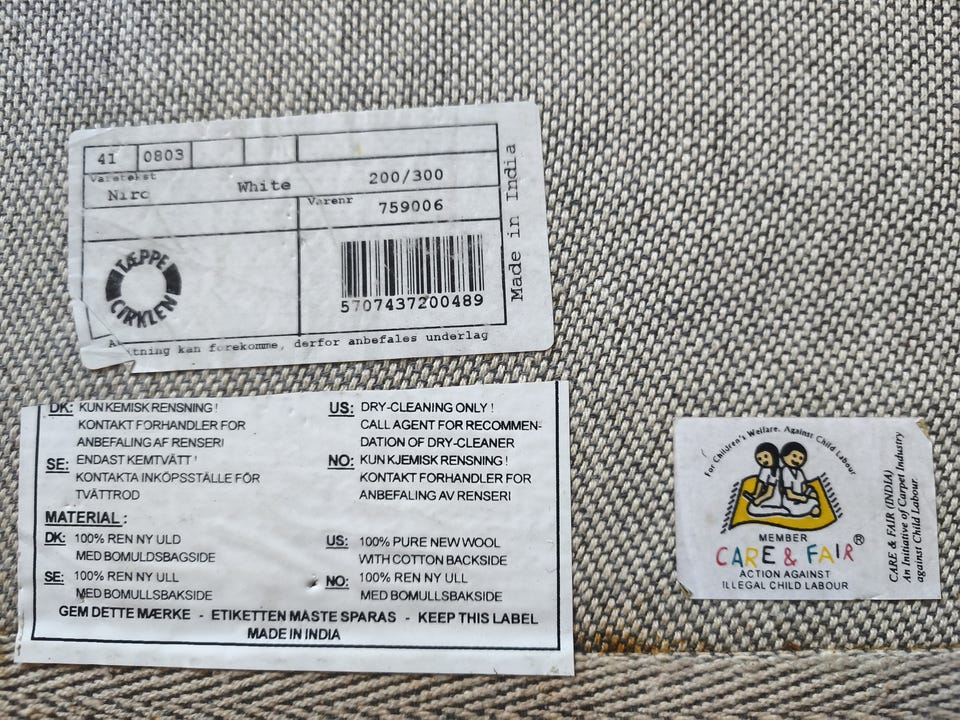 41 0803
Varetekst
Niro White 200/300
Varenr 759006
Made in India
TÆPPE
CIRKLEN
5707437200489
kan forekomme, derfor anbefales underlag
DK: KUN KEMISK RENSNING !
KONTAKT FORHANDLER FOR
ANBEFALING AF RENSERI
SE: ENDAST KEMTVÄTT !
KONTAKTA INKÖPSSTÄLLE FÖR
TVÄTTROD
US: DRY-CLEANING ONLY !
CALL AGENT FOR RECOMMEN-
DATION OF DRY-CLEANER
NO: KUN KJEMISK RENSNING !
KONTAKT FORHANDLER FOR
ANBEFALING AV RENSERI
MATERIAL :
DK: 100% REN NY ULD
MED BOMULDSBAGSIDE
SE: 100% REN NY ULL
MED BOMULLSBAKSIDE
US: 100% PURE NEW WOOL
WITH COTTON BACKSIDE
NO: 100% REN NY ULL
MED BOMULLSBAKSIDE
GEM DETTE MÆRKE - ETIKETTEN MÅSTE SPARAS - KEEP THIS LABEL
MADE IN INDIA
For Children's Welfare. Against Child Labour
MEMBER
CARE & FAIR®
ACTION AGAINST
ILLEGAL CHILD LABOUR
CARE & FAIR (INDIA)
An Initiative of Carpet Industry
against Child Labour.